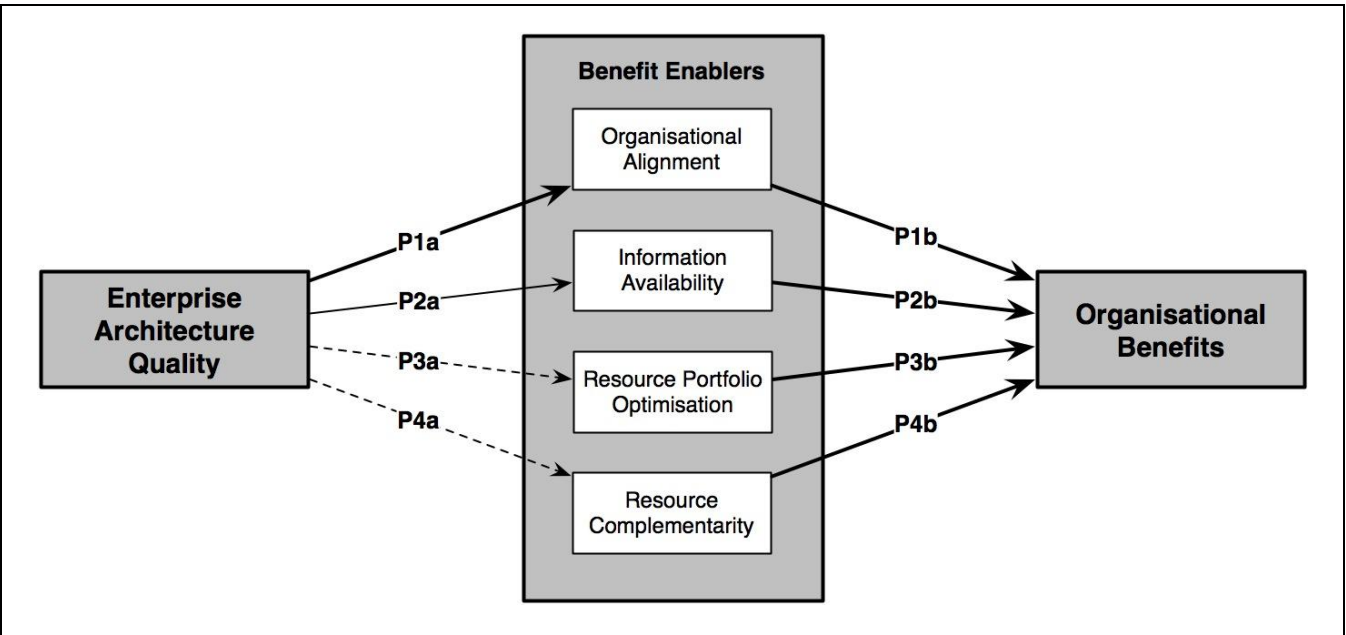 Benefit Enablers
Organisational
Alignment
P1a
P1b
Information
Availability
Enterprise
Architecture
Quality
P2a
P2b
Organisational
Benefits
P3a
Resource Portfolio
Optimisation
P3b
P4a
P4b
Resource
Complementarity